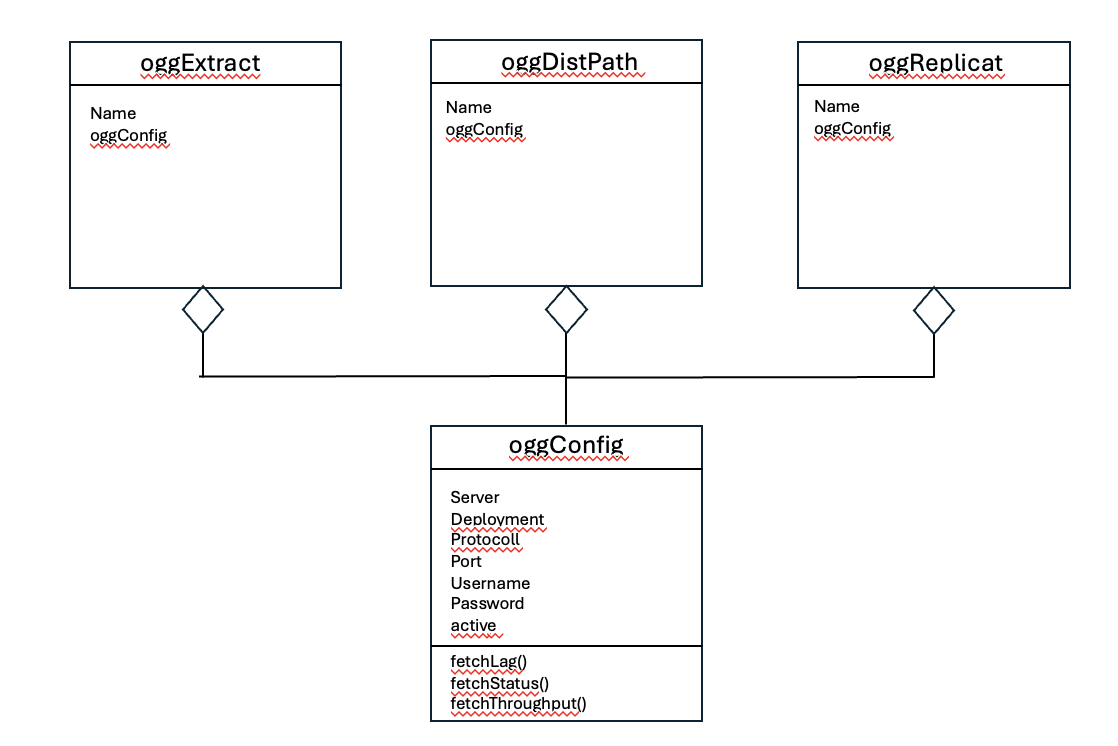 oggExtract
Name
oggConfig
oggDistPath
Name
oggConfig
oggReplicat
Name
oggConfig
oggConfig
Server
Deployment
Protocoll
Port
Username
Password
active
fetchLag()
fetchStatus()
fetchThroughput()